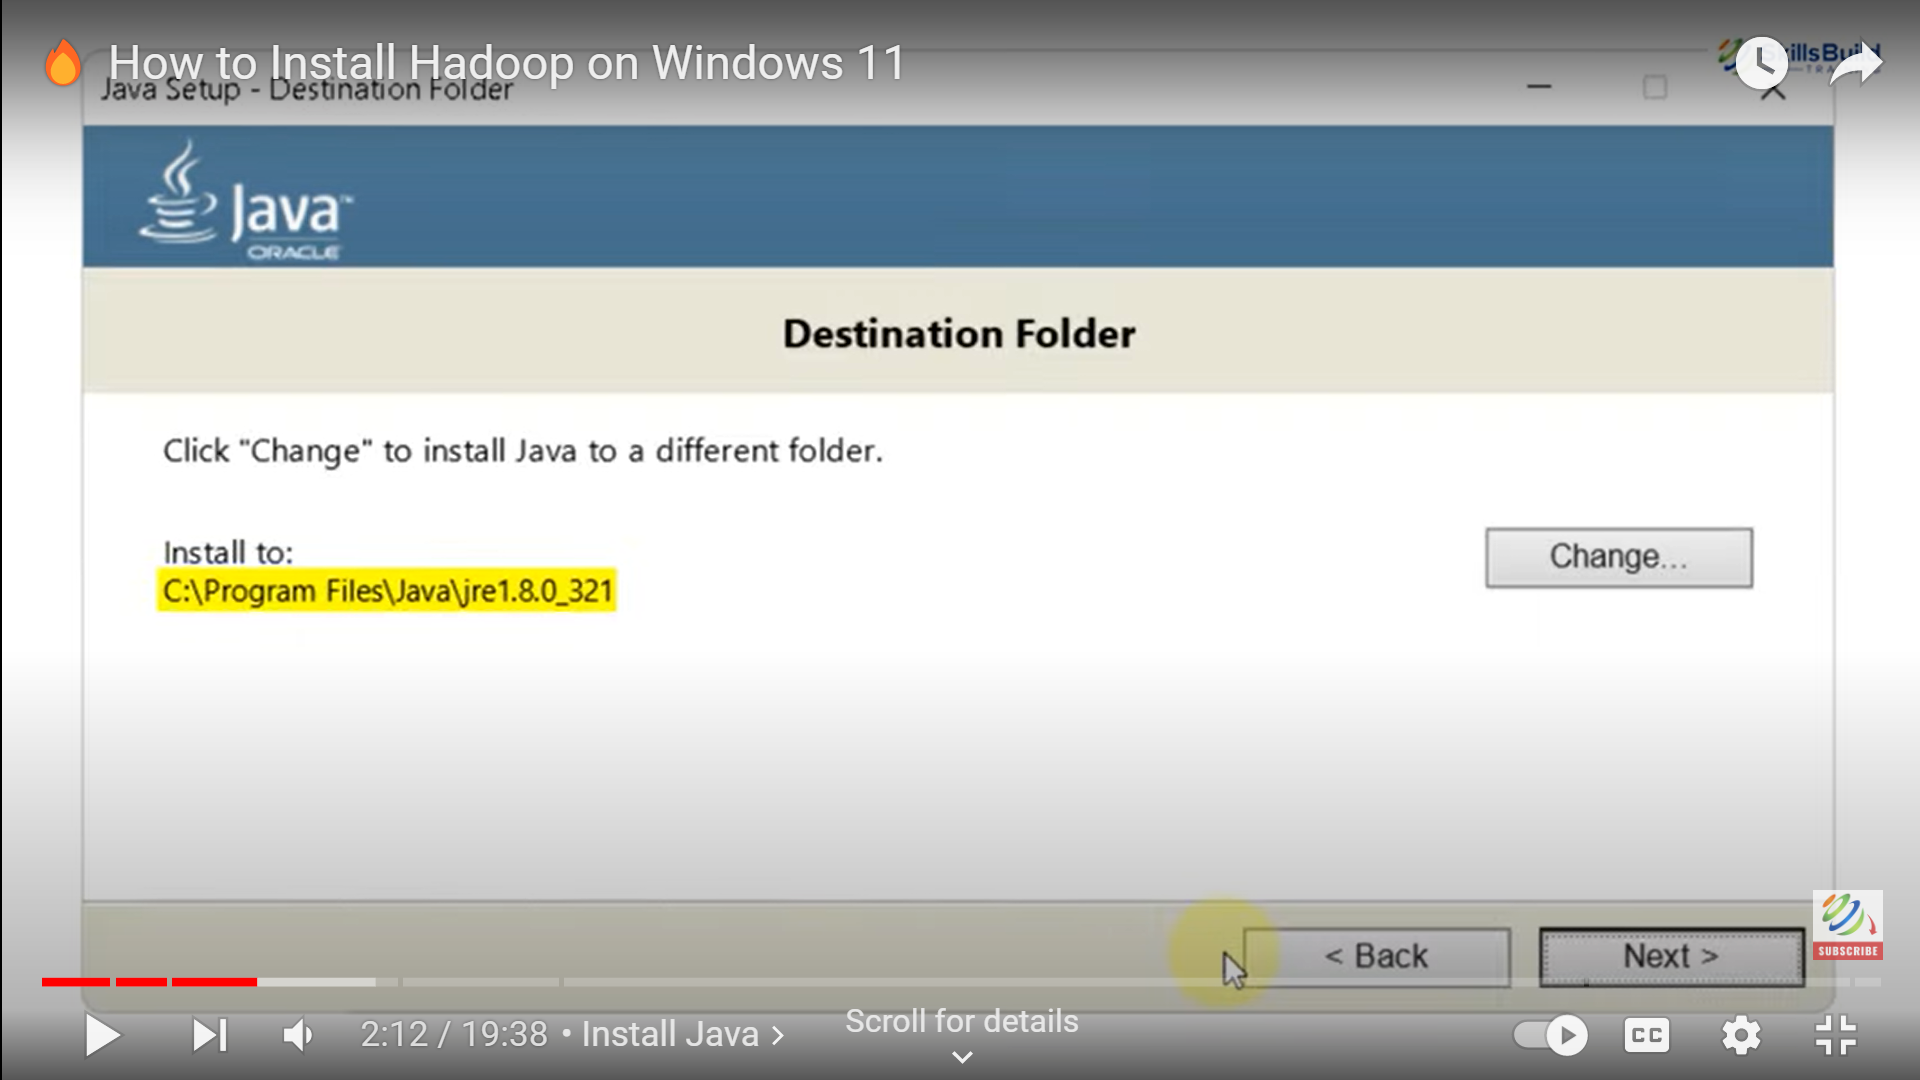 How to Install Hadoop on Windows 11
SkillsBuild
Java Setup - Destination Folder
Java™
ORACLE
Destination Folder
Click "Change" to install Java to a different folder.
Install to:
Change...
C:\Program Files\Java\jre1.8.0_321
< Back
Next >
SUBSCRIBE
2:12 / 19:38 • Install Java >
Scroll for details
CC